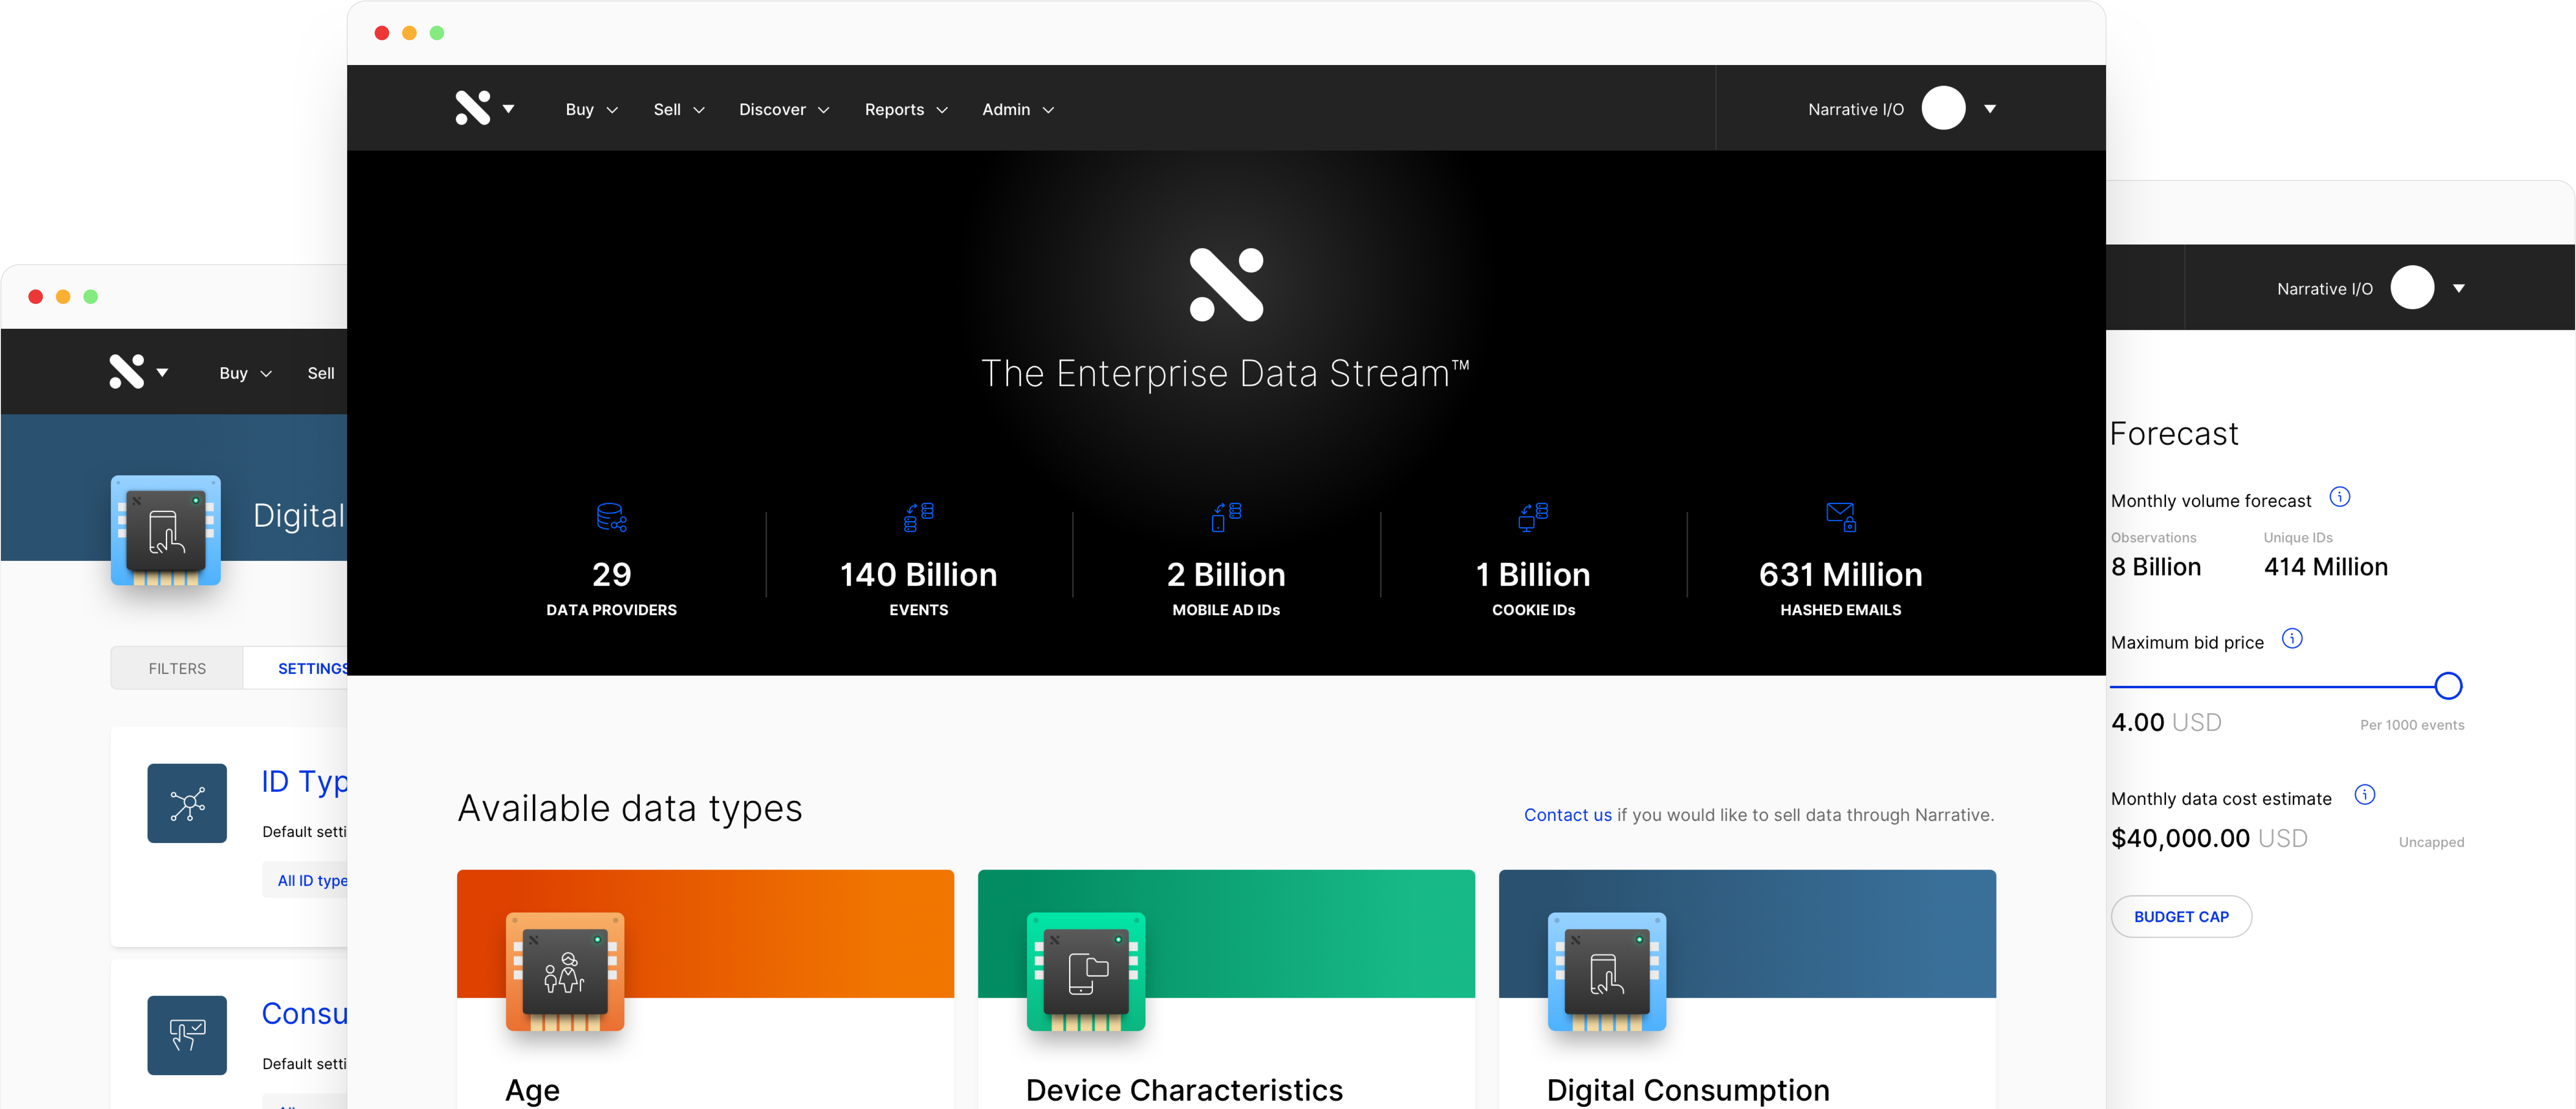 Buy Sell Discover Reports Admin Narrative I/O
The Enterprise Data Stream™
29
DATA PROVIDERS
140 Billion
EVENTS
2 Billion
MOBILE AD IDs
1 Billion
COOKIE IDs
631 Million
HASHED EMAILS
Available data types
Contact us if you would like to sell data through Narrative.
Age
Device Characteristics
Digital Consumption
Buy Sell
Digital
FILTERS SETTINGS
ID Typ
Default setti
All ID type
Consu
Default setti
Narrative I/O
Forecast
Monthly volume forecast
Observations Unique IDs
8 Billion 414 Million
Maximum bid price
4.00 USD Per 1000 events
Monthly data cost estimate
$40,000.00 USD Uncapped
BUDGET CAP